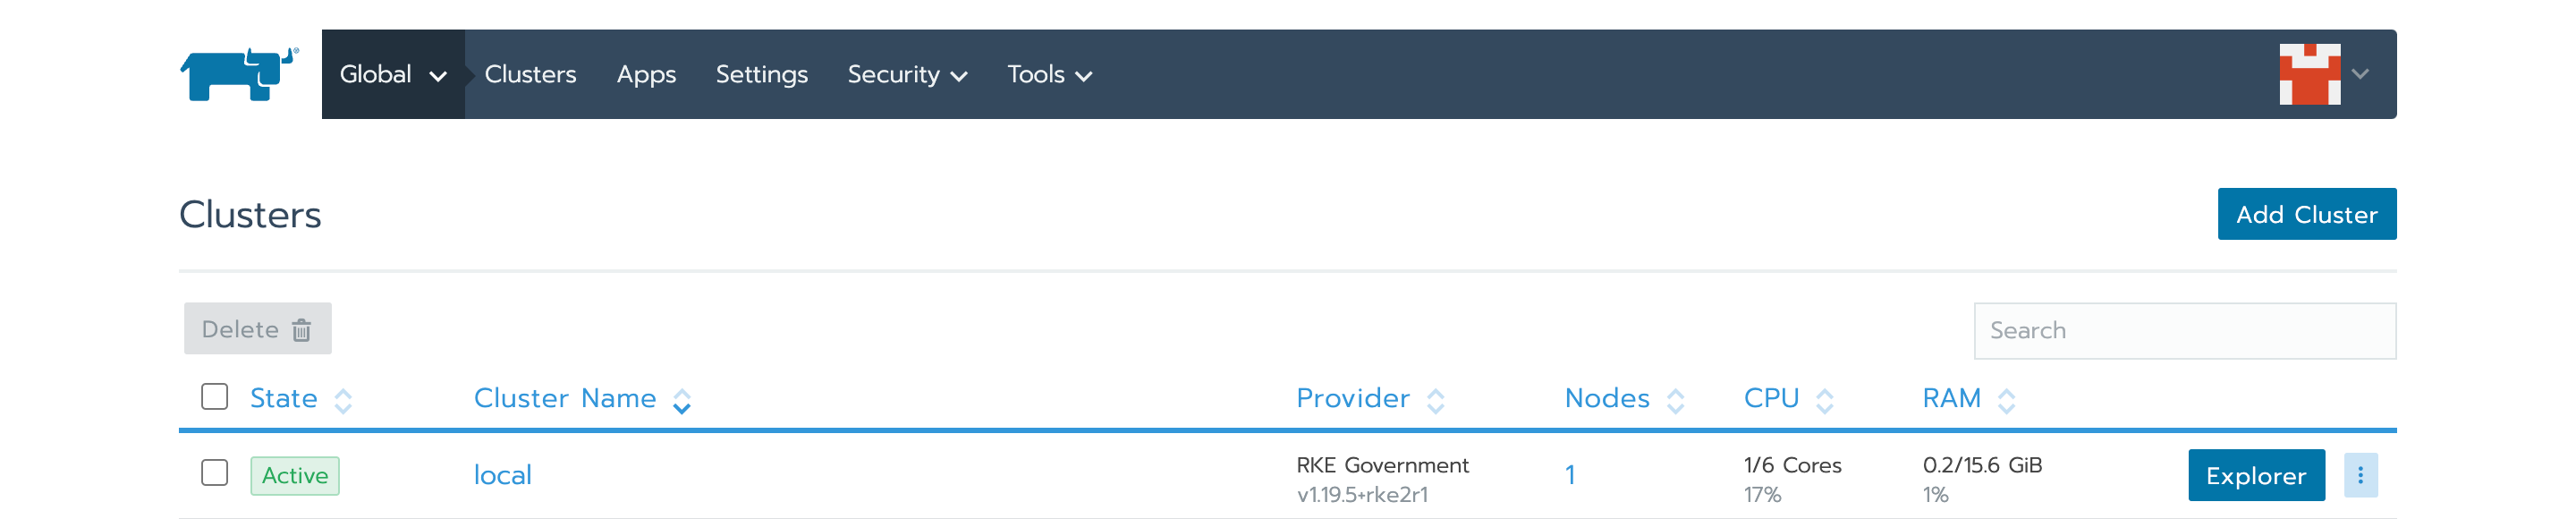 Global Clusters Apps Settings Security Tools
Clusters
Add Cluster
Delete
Search
State Cluster Name Provider Nodes CPU RAM
Active local RKE Government 1 1/6 Cores 0.2/15.6 GiB Explorer
v1.19.5+rke2r1 17% 1%